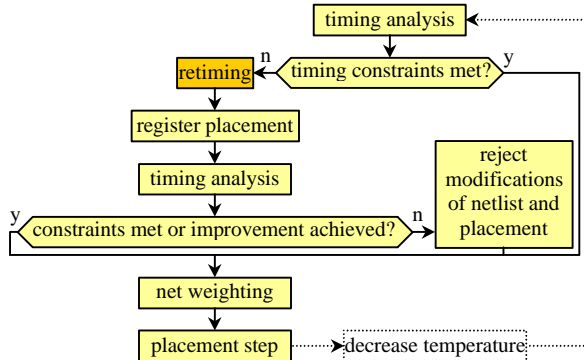 timing analysis
n
timing constraints met?
y
retiming
register placement
timing analysis
reject
modifications
of netlist and
placement
y
constraints met or improvement achieved?
n
net weighting
placement step
decrease temperature